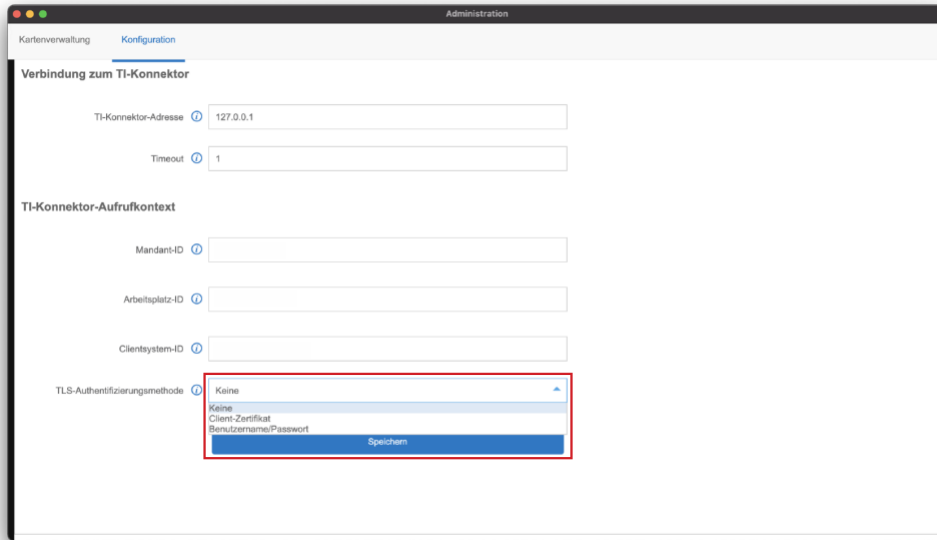 Administration
Kartenverwaltung Konfiguration
Verbindung zum TI-Konnektor
TI-Konnektor-Adresse i 127.0.0.1
Timeout i 1
TI-Konnektor-Aufrufkontext
Mandant-ID i
Arbeitsplatz-ID i
Clientsystem-ID i
TLS-Authentifizierungsmethode i Keine
Keine
Client-Zertifikat
Benutzername/Passwort
Speichern